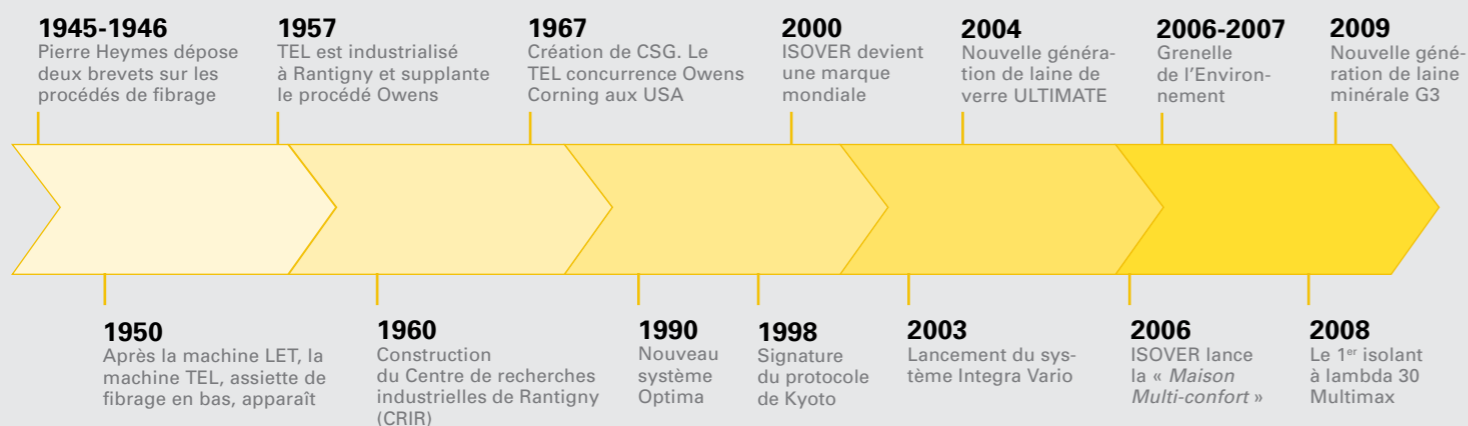 1945-1946
Pierre Heymes dépose
deux brevets sur les
procédés de fibrage
1957
TEL est industrialisé
à Rantigny et supplante
le procédé Owens
1967
Création de CSG. Le
TEL concurrence Owens
Corning aux USA
2000
ISOVER devient
une marque
mondiale
2004
Nouvelle généra-
tion de laine de
verre ULTIMATE
2006-2007
Grenelle
de l'Environ-
nement
2009
Nouvelle géné-
ration de laine
minérale G3
1950
Après la machine LET, la
machine TEL, assiette de
fibrage en bas, apparaît
1960
Construction
du Centre de recherches
industrielles de Rantigny
(CRIR)
1990
Nouveau
système
Optima
1998
Signature
du protocole
de Kyoto
2003
Lancement du sys-
tème Integra Vario
2006
ISOVER lance
la « Maison
Multi-confort »
2008
Le 1er isolant
à lambda 30
Multimax